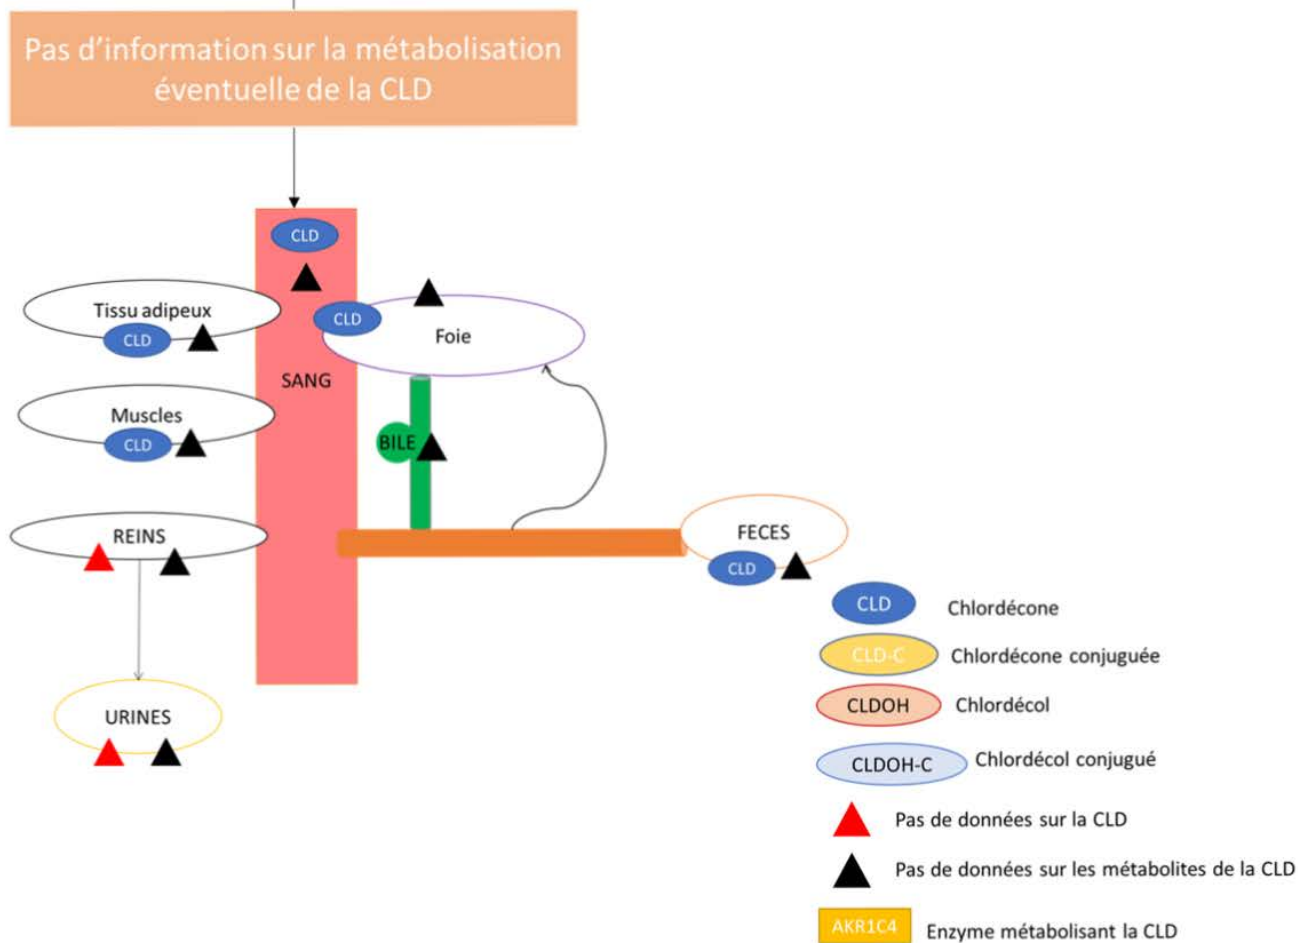 Pas d’information sur la métabolisation
éventuelle de la CLD
CLD
Tissu adipeux
CLD
CLD
Foie
SANG
Muscles
CLD
BILE
REINS
FECES
CLD
URINES
CLD Chlordécone
CLD-C Chlordécone conjuguée
CLDOH Chlordécol
CLDOH-C Chlordécol conjugué
Pas de données sur la CLD
Pas de données sur les métabolites de la CLD
AKR1C4 Enzyme métabolisant la CLD